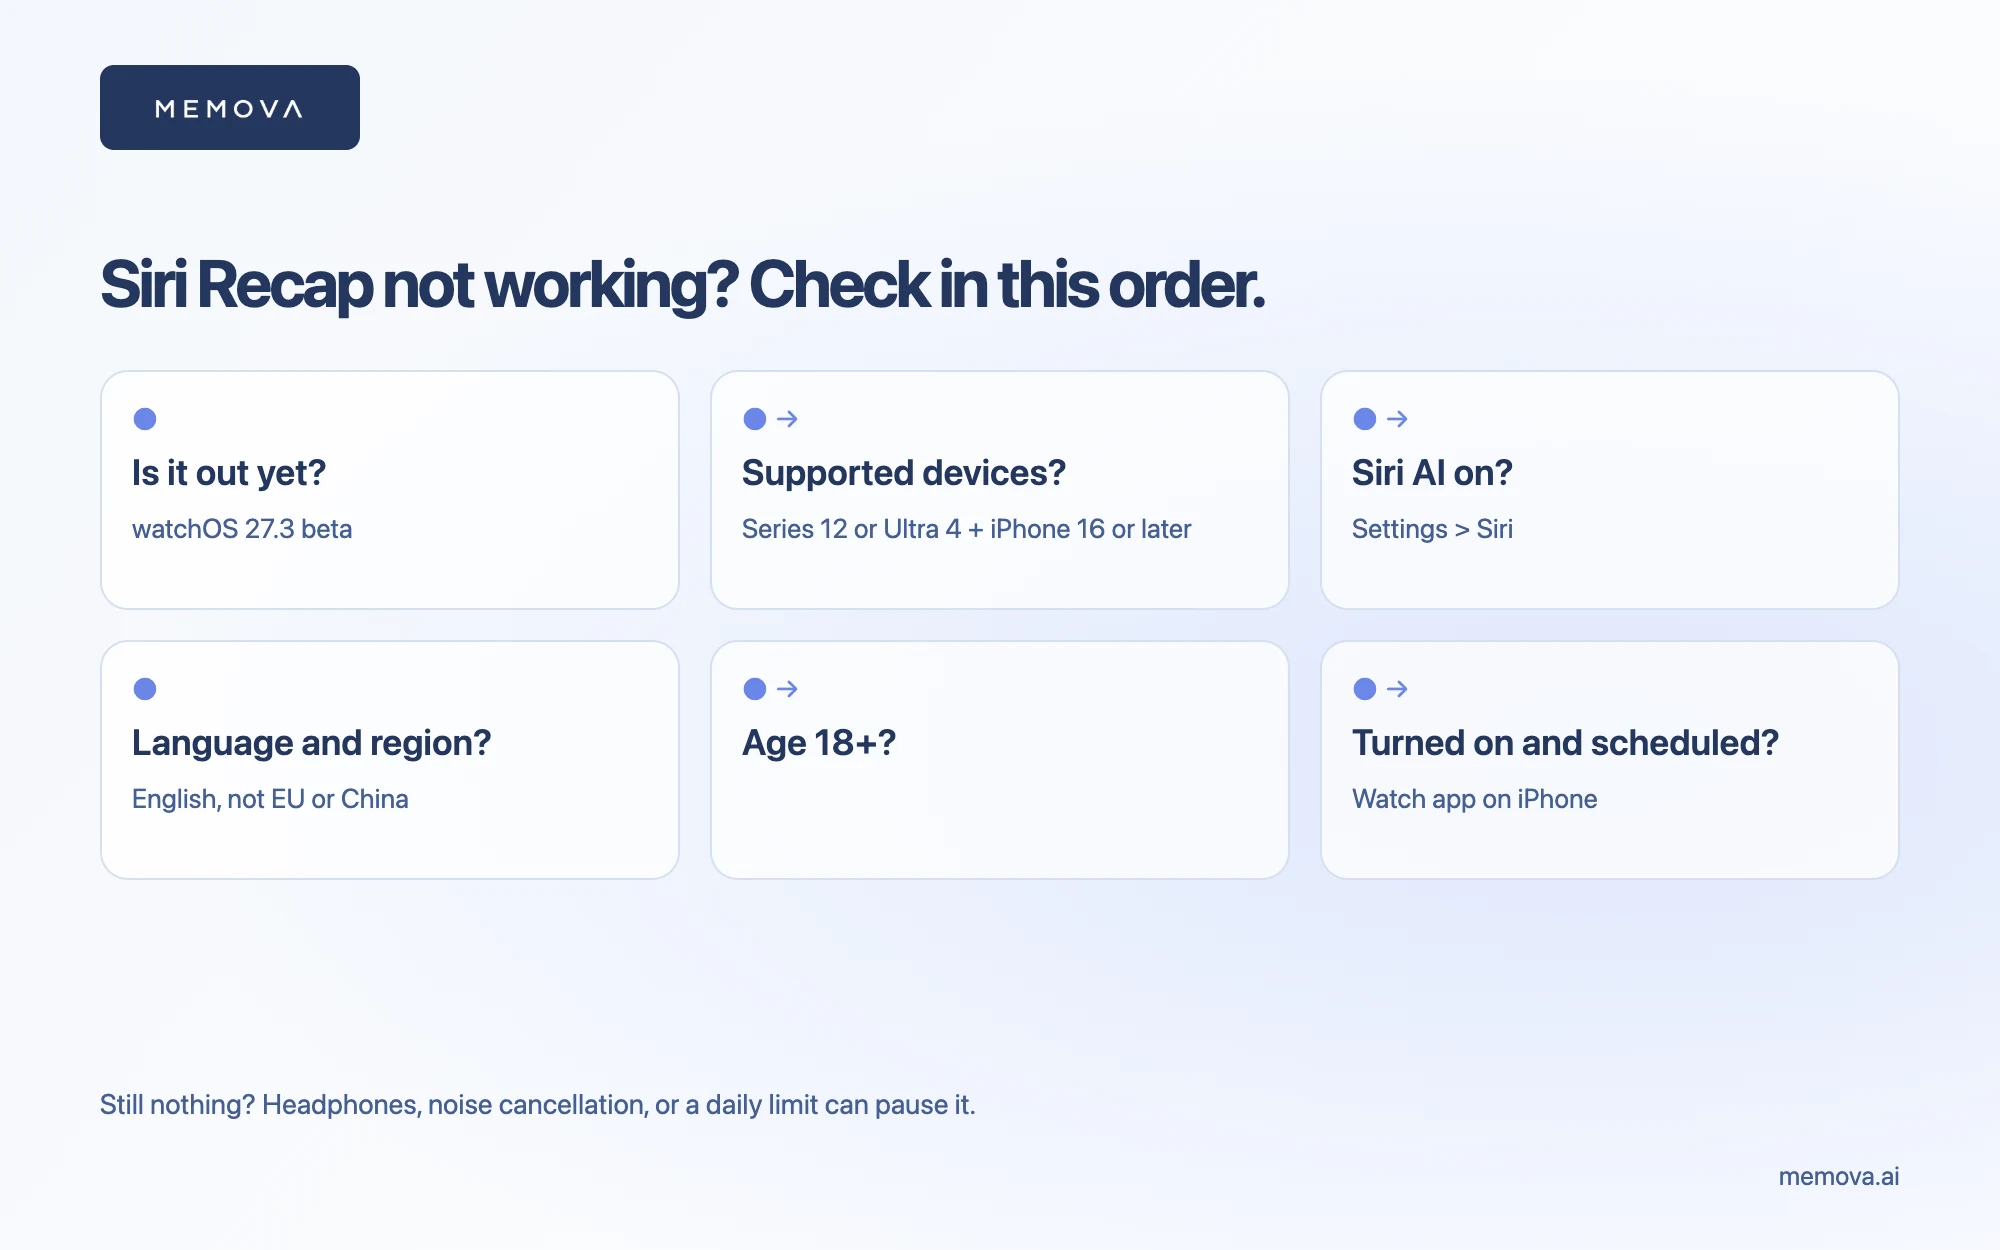 MEMOVA
Siri Recap not working? Check in this order.
Is it out yet?
watchOS 27.3 beta
Supported devices?
Series 12 or Ultra 4 + iPhone 16 or later
Siri AI on?
Settings > Siri
Language and region?
English, not EU or China
Age 18+?
Turned on and scheduled?
Watch app on iPhone
Still nothing? Headphones, noise cancellation, or a daily limit can pause it.
memova.ai